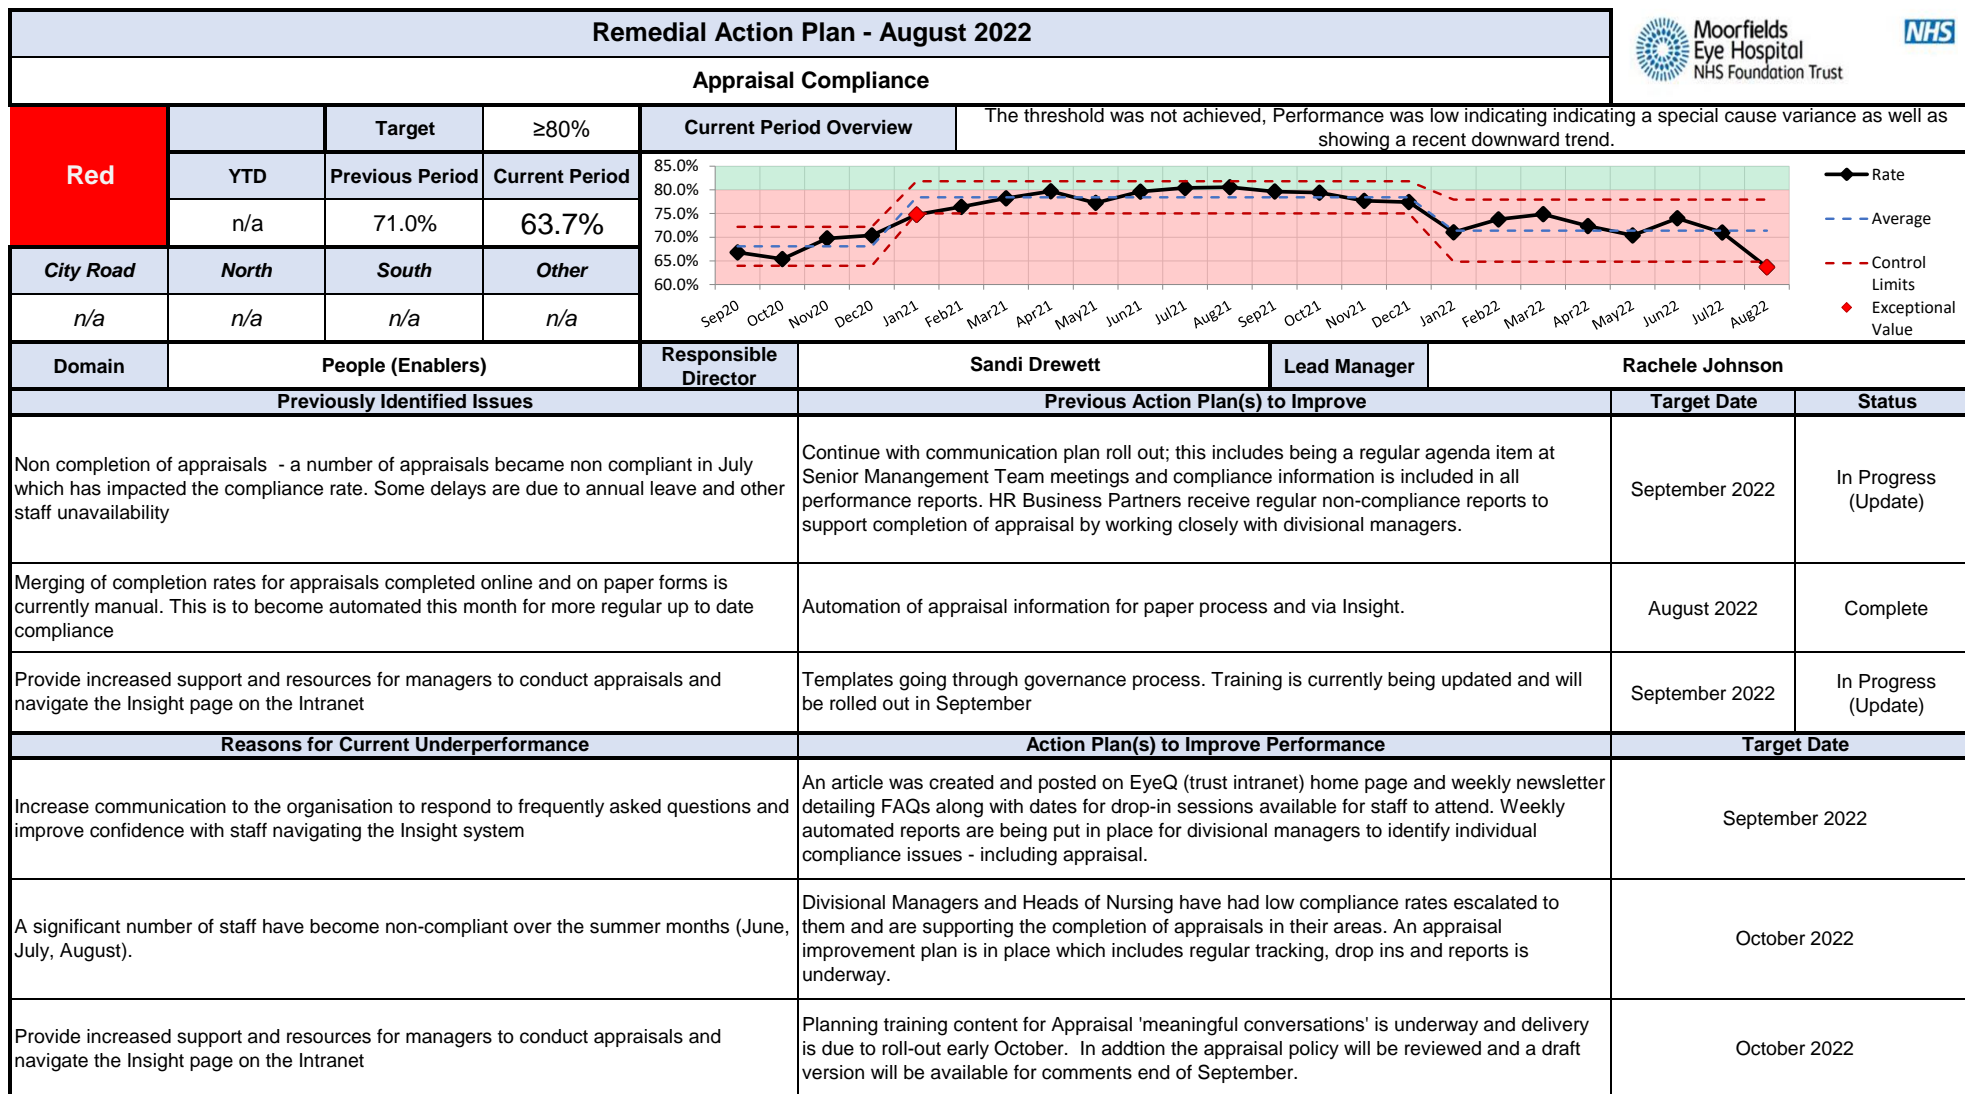 Remedial Action Plan - August 2022
Moorfields
Eye Hospital
NHS Foundation Trust
NHS
Appraisal Compliance
Red
Target
≥80%
Current Period Overview
The threshold was not achieved, Performance was low indicating indicating a special cause variance as well as
showing a recent downward trend.
YTD
Previous Period
Current Period
n/a
71.0%
63.7%
City Road
North
South
Other
n/a
n/a
n/a
n/a
85.0%
80.0%
75.0%
70.0%
65.0%
60.0%
Sep20
Oct20
Nov20
Dec20
Jan21
Feb21
Mar21
Apr21
May21
Jun21
Jul21
Aug21
Sep21
Oct21
Nov21
Dec21
Jan22
Feb22
Mar22
Apr22
May22
Jun22
Jul22
Aug22
Rate
Average
Control
Limits
Exceptional
Value
Domain
People (Enablers)
Responsible
Director
Sandi Drewett
Lead Manager
Rachele Johnson
Previously Identified Issues
Previous Action Plan(s) to Improve
Target Date
Status
Non completion of appraisals  - a number of appraisals became non compliant in July
which has impacted the compliance rate. Some delays are due to annual leave and other
staff unavailability
Continue with communication plan roll out; this includes being a regular agenda item at
Senior Manangement Team meetings and compliance information is included in all
performance reports. HR Business Partners receive regular non-compliance reports to
support completion of appraisal by working closely with divisional managers.
September 2022
In Progress
(Update)
Merging of completion rates for appraisals completed online and on paper forms is
currently manual. This is to become automated this month for more regular up to date
compliance
Automation of appraisal information for paper process and via Insight.
August 2022
Complete
Provide increased support and resources for managers to conduct appraisals and
navigate the Insight page on the Intranet
Templates going through governance process. Training is currently being updated and will
be rolled out in September
September 2022
In Progress
(Update)
Reasons for Current Underperformance
Action Plan(s) to Improve Performance
Target Date
Increase communication to the organisation to respond to frequently asked questions and
improve confidence with staff navigating the Insight system
An article was created and posted on EyeQ (trust intranet) home page and weekly newsletter
detailing FAQs along with dates for drop-in sessions available for staff to attend. Weekly
automated reports are being put in place for divisional managers to identify individual
compliance issues - including appraisal.
September 2022
A significant number of staff have become non-compliant over the summer months (June,
July, August).
Divisional Managers and Heads of Nursing have had low compliance rates escalated to
them and are supporting the completion of appraisals in their areas. An appraisal
improvement plan is in place which includes regular tracking, drop ins and reports is
underway.
October 2022
Provide increased support and resources for managers to conduct appraisals and
navigate the Insight page on the Intranet
Planning training content for Appraisal 'meaningful conversations' is underway and delivery
is due to roll-out early October.  In addtion the appraisal policy will be reviewed and a draft
version will be available for comments end of September.
October 2022